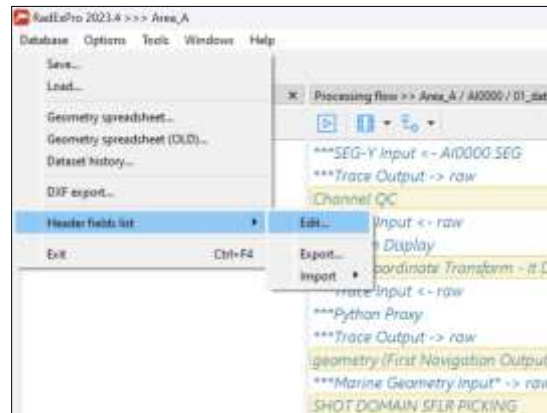 RadExPro 2023.4 >>> Area_A
Database Options Tools Windows Help
Save...
Load...
Geometry spreadsheet...
Geometry spreadsheet (OLD)...
Dataset history...
DXF export...
Header fields list
Exit Ctrl+F4
Edit...
Export...
Import
Processing flow >> Area_A / AI0000 / 01_dat
***SEG-Y Input <- AI0000.SEG
***Trace Output -> raw
Channel QC
Input <- raw
Display
oordinate Transform - It D
***Trace Input <- raw
***Python Proxy
***Trace Output -> raw
geometry (First Navigation Output
***Marine Geometry Input* -> raw
SHOT DOMAIN SFLR PICKING